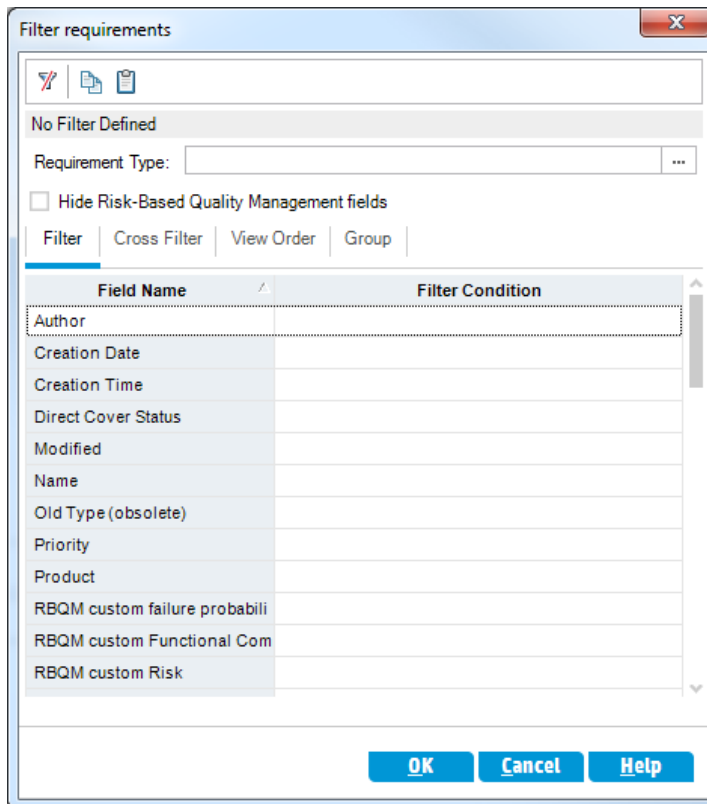 Filter requirements
No Filter Defined
Requirement Type:
...
Hide Risk-Based Quality Management fields
Filter Cross Filter View Order Group
Field Name Filter Condition
Author
Creation Date
Creation Time
Direct Cover Status
Modified
Name
Old Type (obsolete)
Priority
Product
RBQM custom failure probabili
RBQM custom Functional Com
RBQM custom Risk
OK Cancel Help